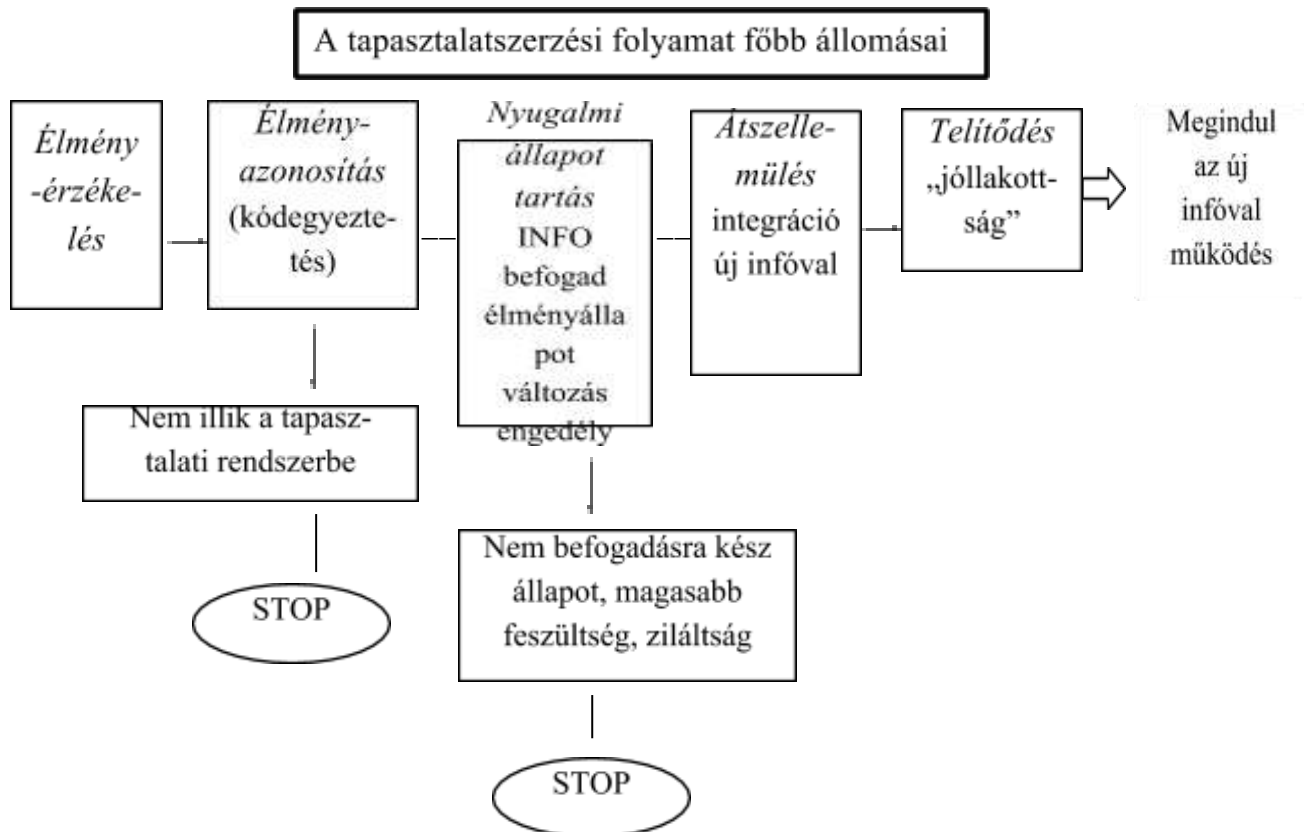 A tapasztalatszerzési folyamat főbb állomásai
Élmény
-érzéke-
lés
Élmény-
azonosítás
(kódegyezte-
tés)
Nyugalmi
állapot
tartás
INFO
befogad
élményálla
pot
változás
engedély
Átszelle-
mülés
integráció
új infóval
Telítődés
„jóllakott-
ság”
Megindul
az új
infóval
működés
Nem illik a tapasz-
talati rendszerbe
STOP
Nem befogadásra kész
állapot, magasabb
feszültség, ziláltság
STOP